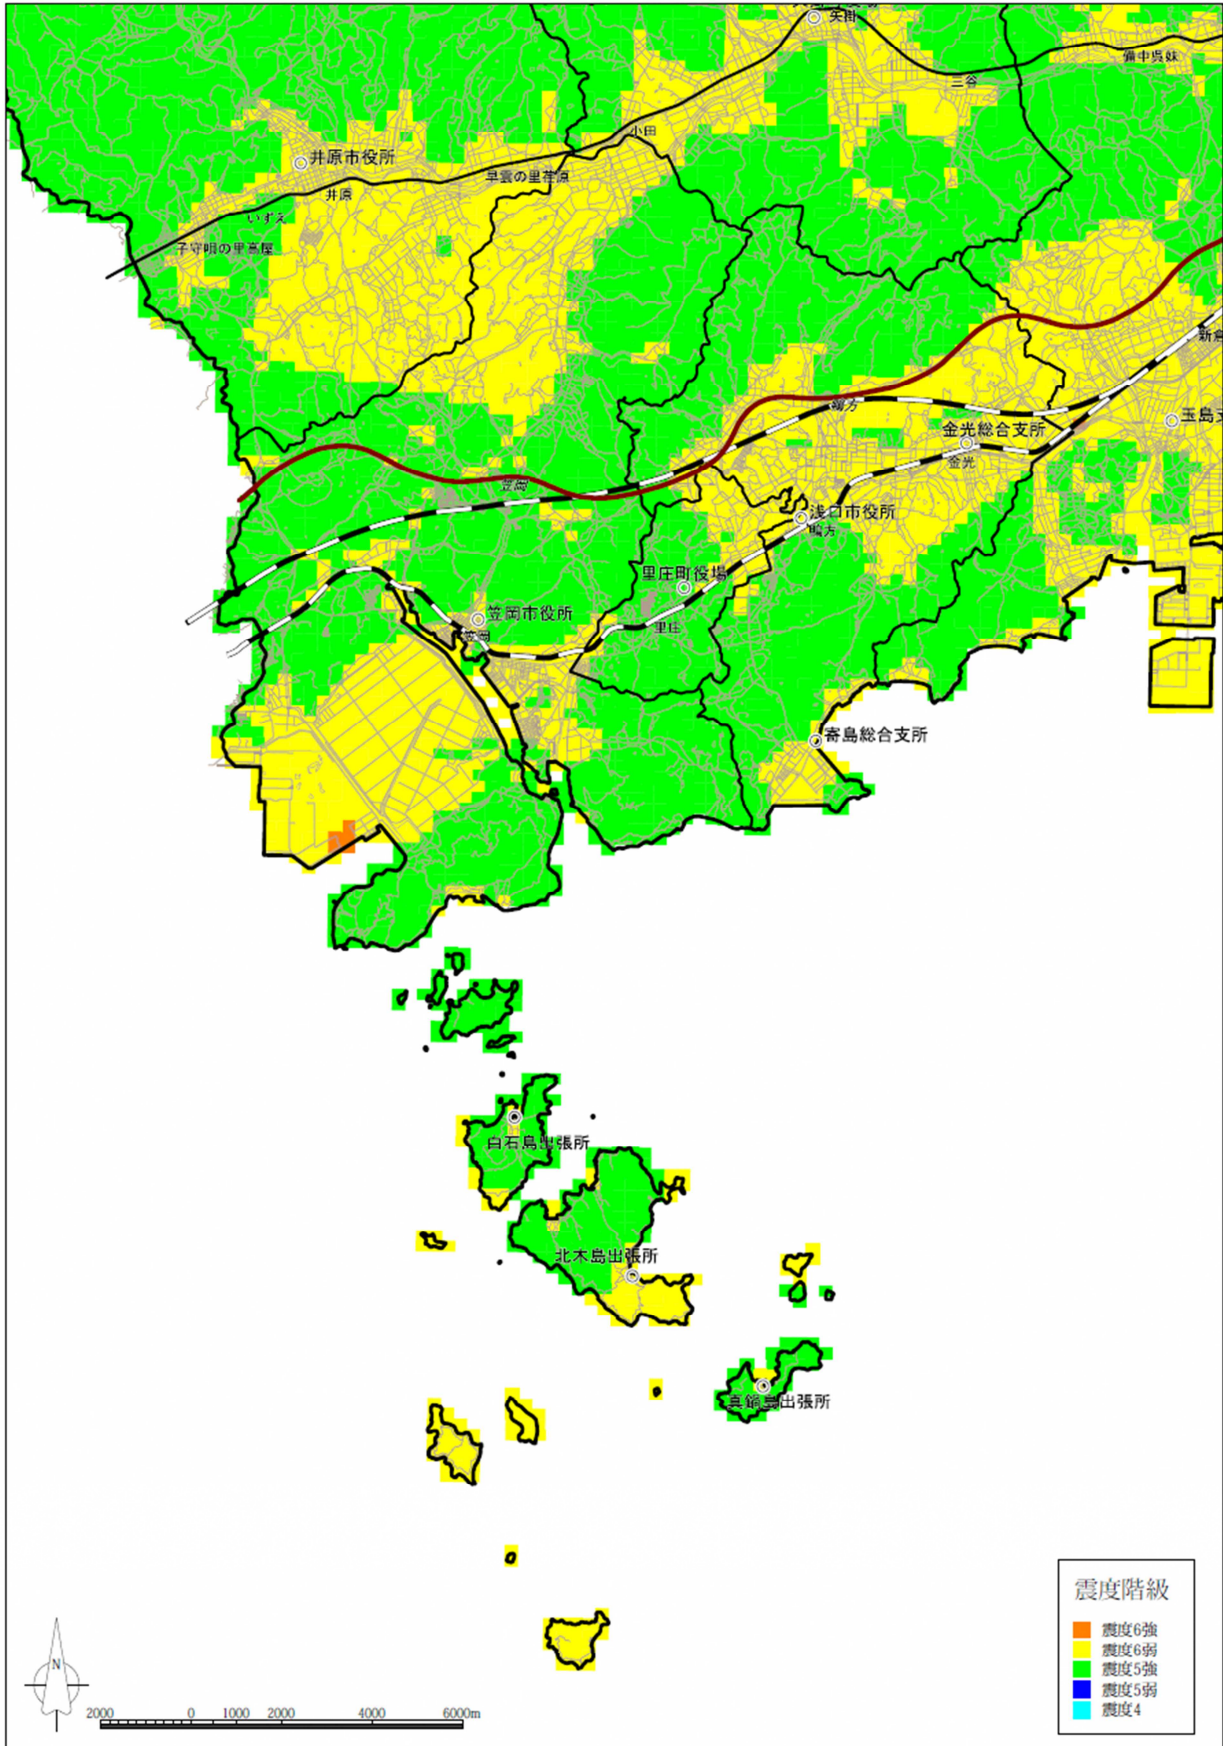 矢掛
備中呉妹
三谷
小田
井原市役所
早雲の里荏原
井原
いずえ
子守唄の里高屋
新倉
鴨方
玉島支
金光総合支所
金光
笠岡
浅口市役所
鴨方
里庄町役場
笠岡市役所
里庄
笠岡
寄島総合支所
白石島出張所
北木島出張所
真鍋島出張所
震度階級
震度6強
震度6弱
震度5強
震度5弱
震度4
N
2000 0 1000 2000 4000 6000m